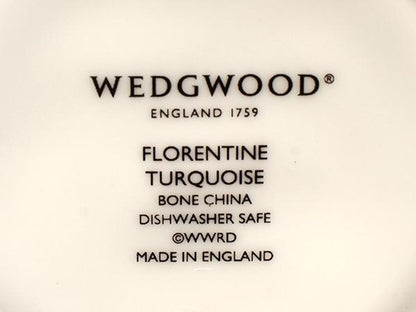 WEDGWOOD®
ENGLAND 1759
FLORENTINE
TURQUOISE
BONE CHINA
DISHWASHER SAFE
©WWRD
MADE IN ENGLAND